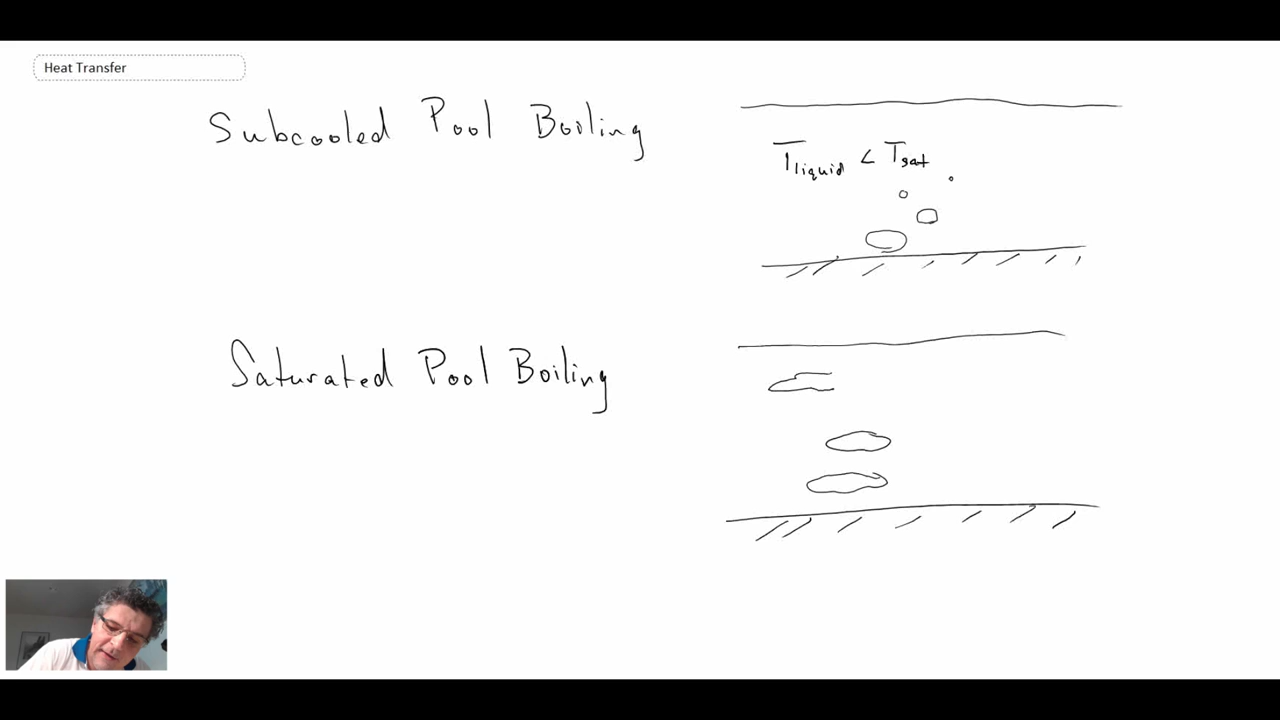 Heat Transfer
Subcooled Pool Boiling
Tliquid < Tsat
Saturated Pool Boiling